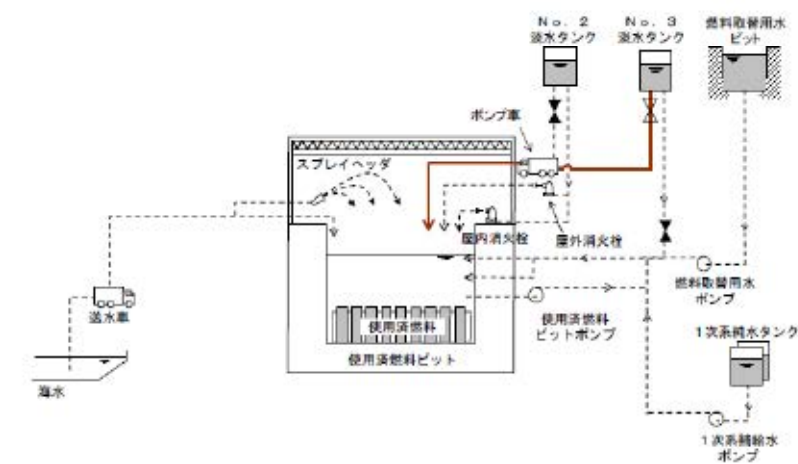 No. 2
淡水タンク
No. 3
淡水タンク
燃料取替用水
ピット
ポンプ車
スプレイヘッダ
屋内消火栓
屋外消火栓
燃料取替用水
ポンプ
送水車
使用済燃料
使用済燃料
ピットポンプ
使用済燃料ピット
1次系純水タンク
海水
1次系補給水
ポンプ